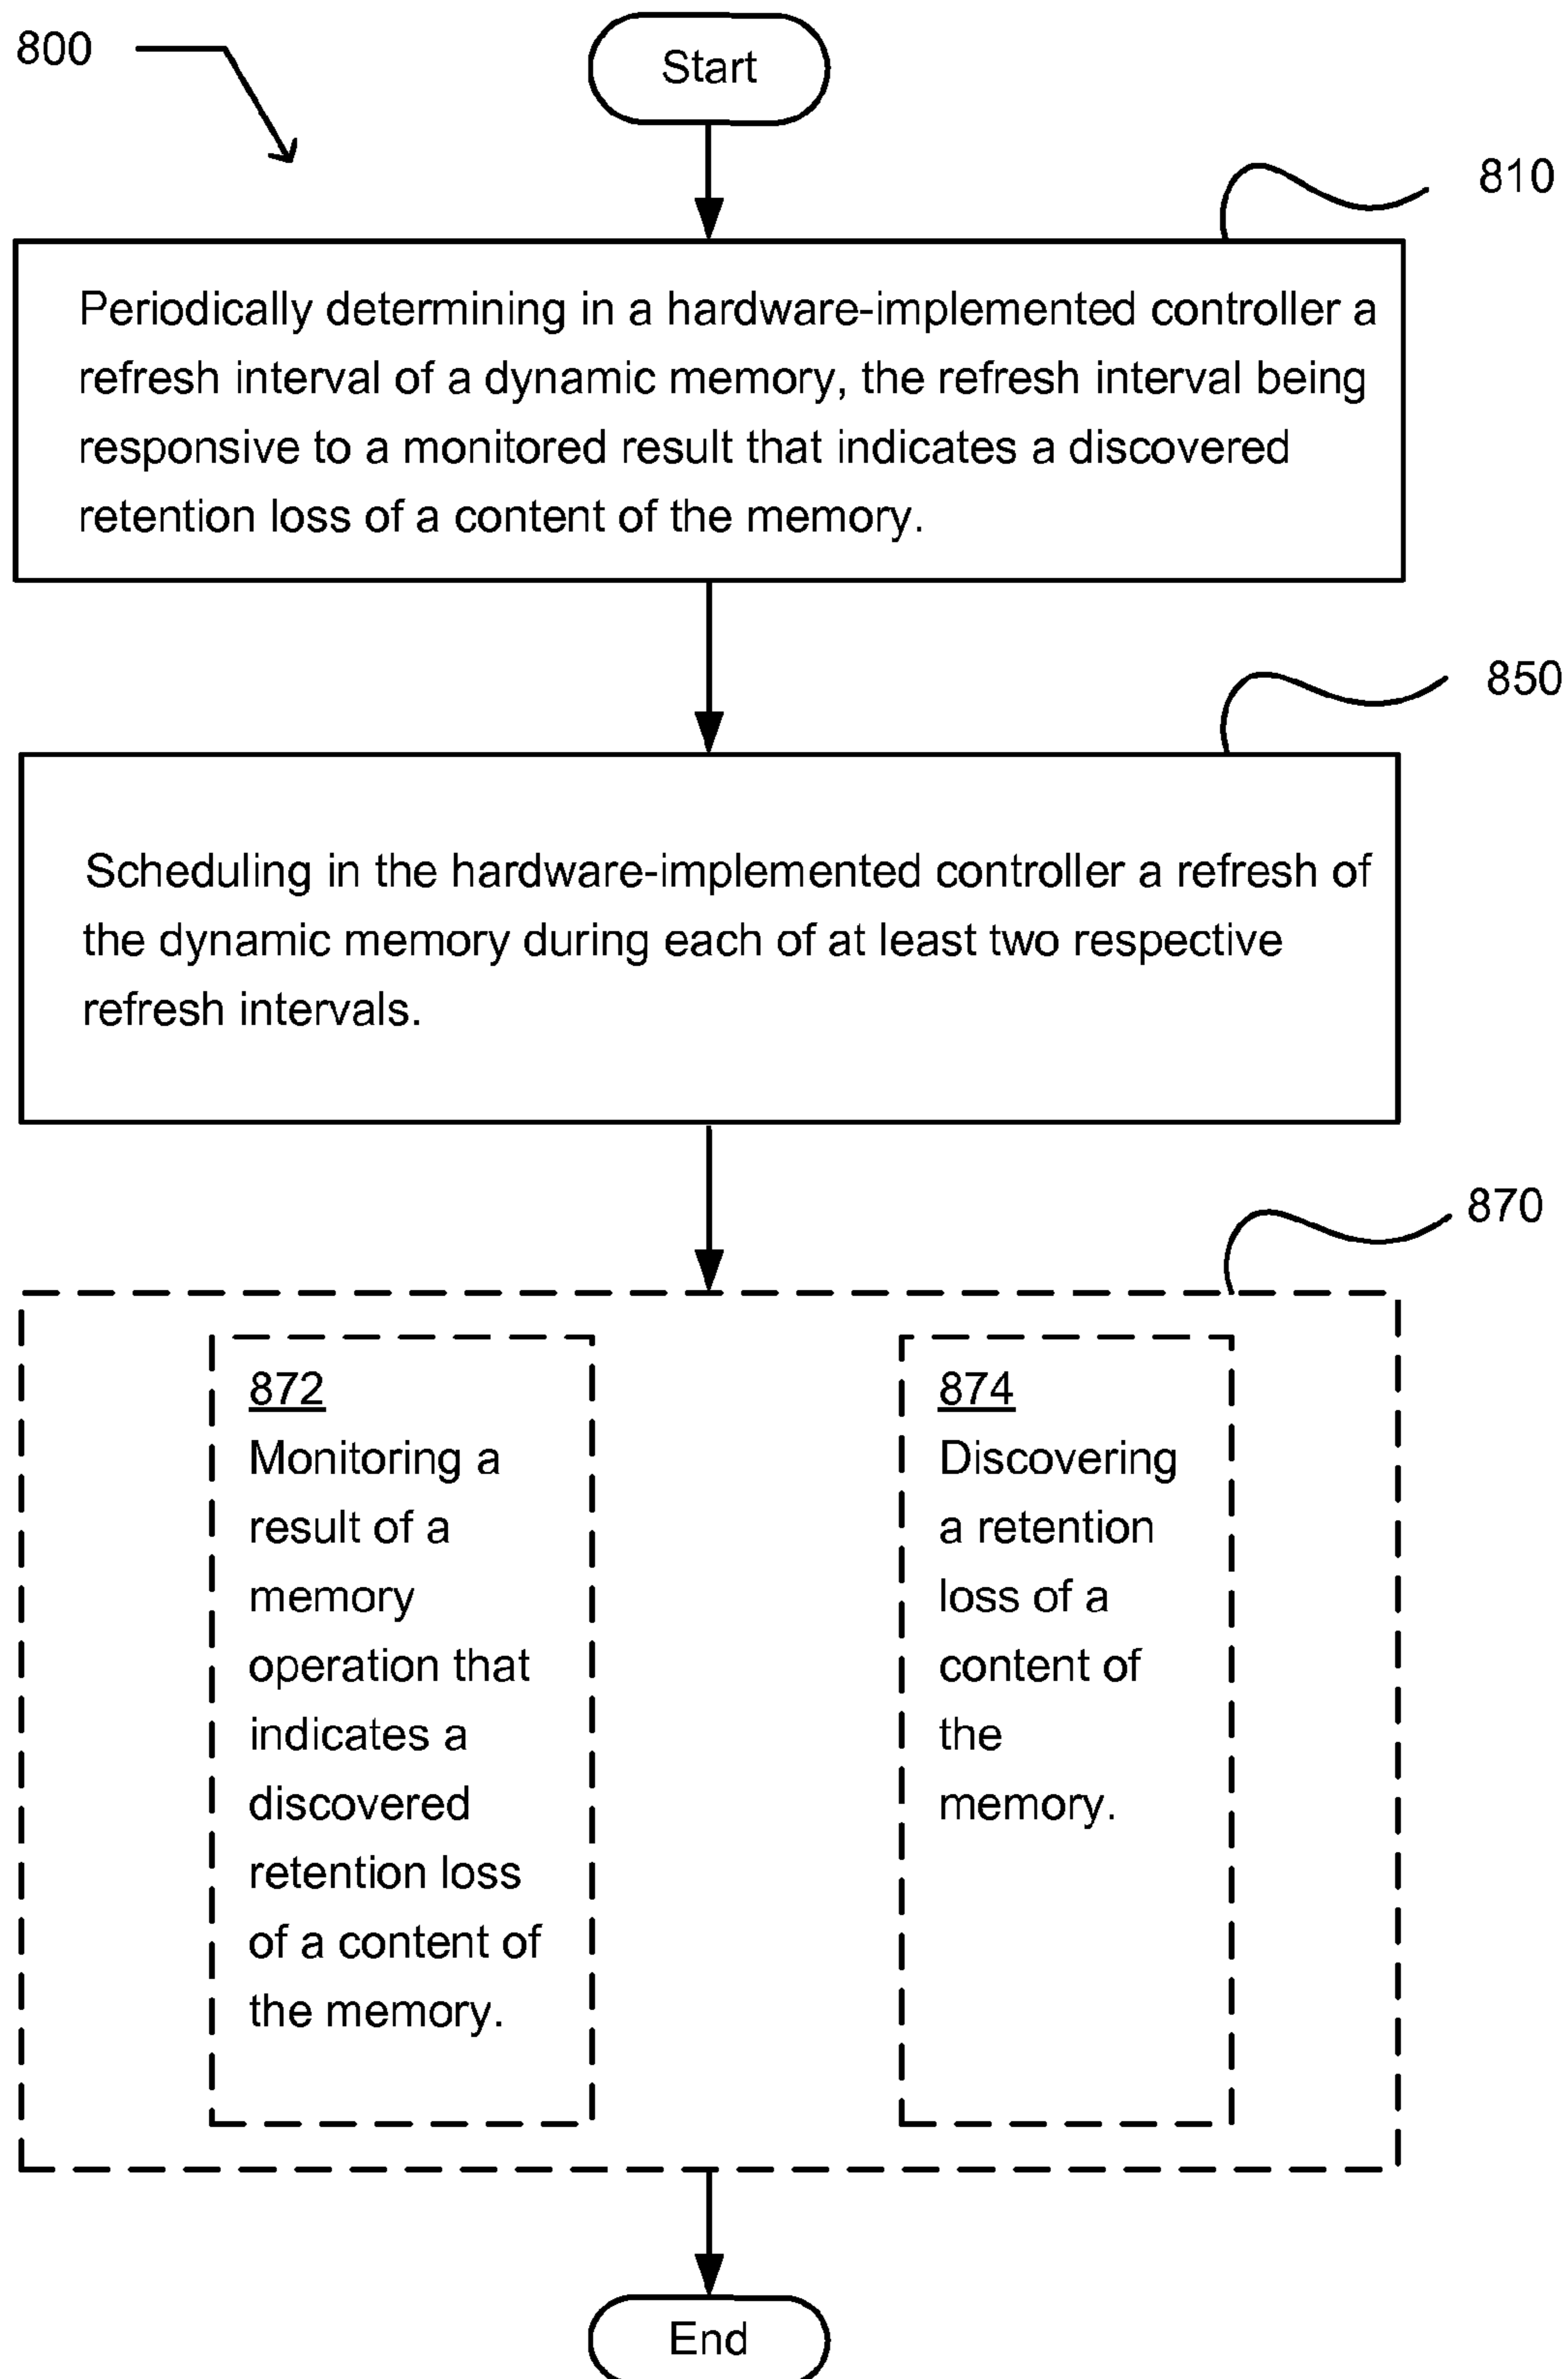 800
Start
810
Periodically determining in a hardware-implemented controller a
refresh interval of a dynamic memory, the refresh interval being
responsive to a monitored result that indicates a discovered
retention loss of a content of the memory.
850
Scheduling in the hardware-implemented controller a refresh of
the dynamic memory during each of at least two respective
refresh intervals.
870
872
Monitoring a
result of a
memory
operation that
indicates a
discovered
retention loss
of a content of
the memory.
874
Discovering
a retention
loss of a
content of
the
memory.
End